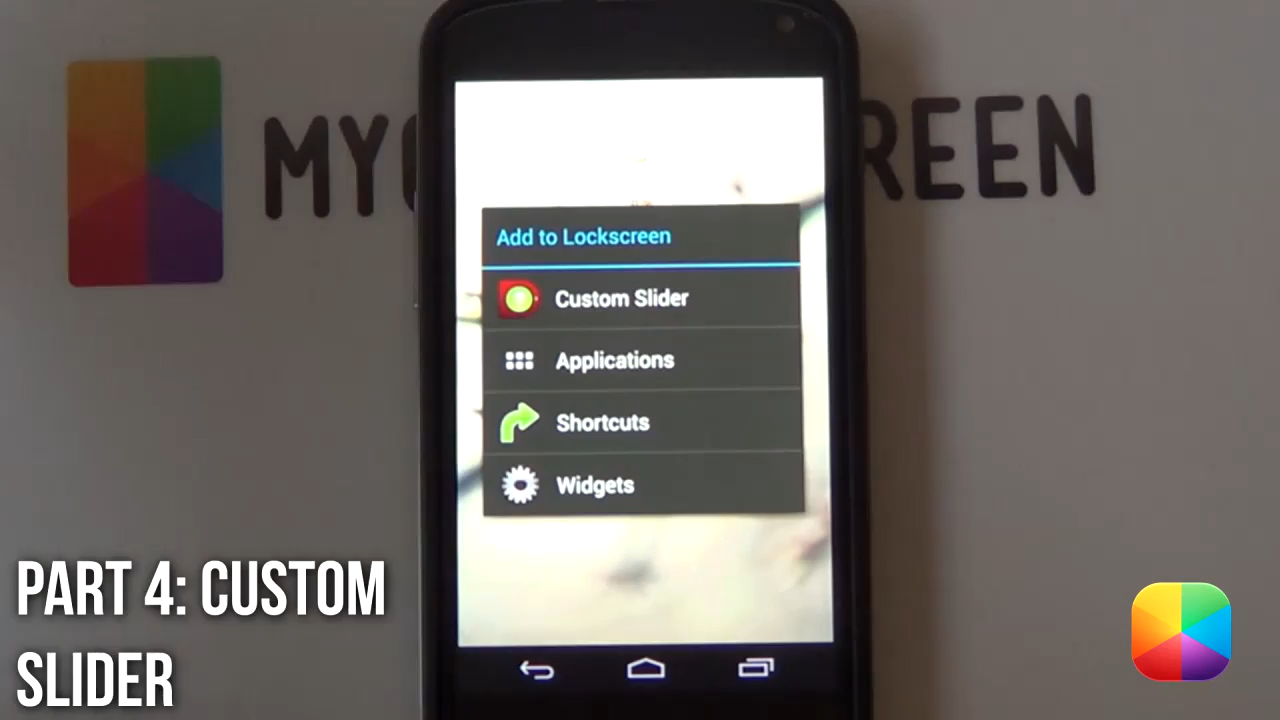 Add to Lockscreen
Custom Slider
Applications
Shortcuts
Widgets
PART 4: CUSTOM
SLIDER